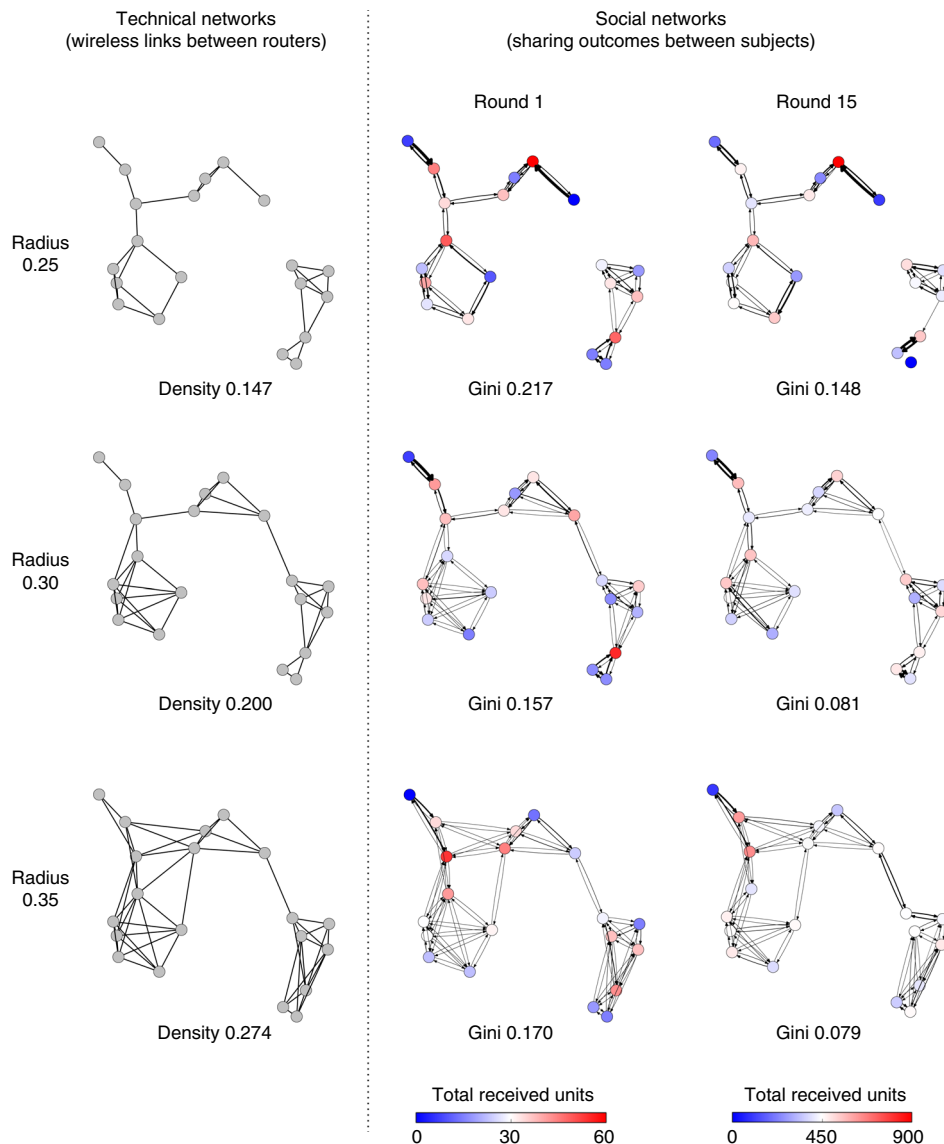 Technical networks
(wireless links between routers)
Social networks
(sharing outcomes between subjects)
Round 1
Round 15
Radius
0.25
Density 0.147
Gini 0.217
Gini 0.148
Radius
0.30
Density 0.200
Gini 0.157
Gini 0.081
Radius
0.35
Density 0.274
Gini 0.170
Gini 0.079
Total received units
0
30
60
Total received units
0
450
900